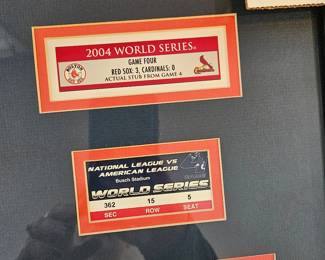 2004 WORLD SERIES®
GAME FOUR
RED SOX: 3, CARDINALS: 0
ACTUAL STUB FROM GAME 4
BOSTON
NATIONAL LEAGUE VS
AMERICAN LEAGUE
Busch Stadium
WORLD SERIES
362 15 5
SEC ROW SEAT